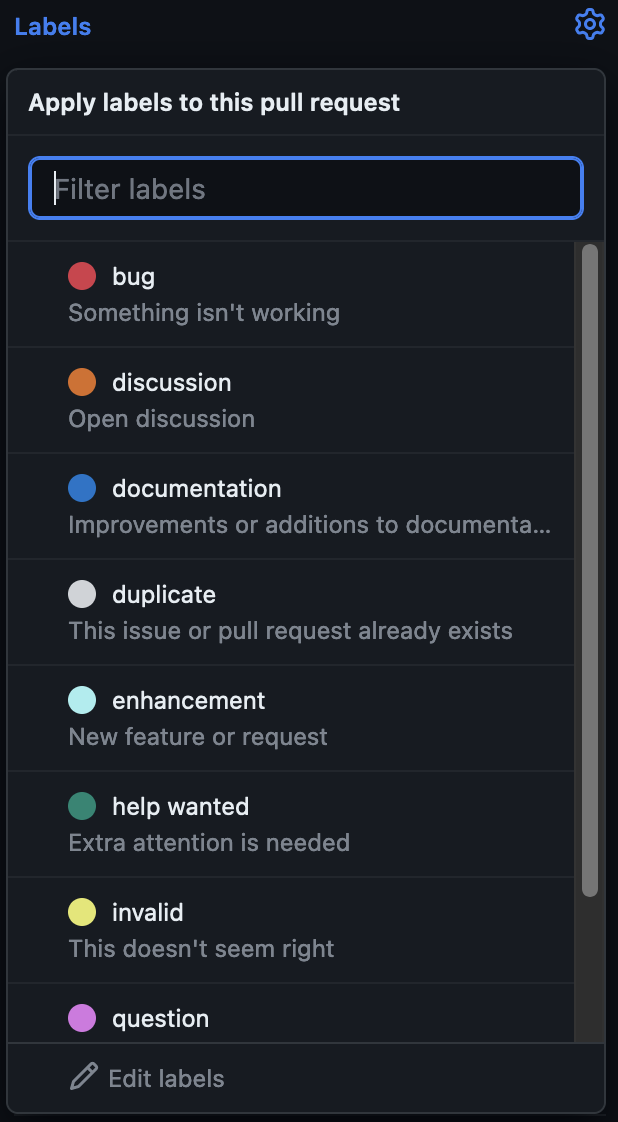 Labels
Apply labels to this pull request
Filter labels
bug
Something isn't working
discussion
Open discussion
documentation
Improvements or additions to documenta...
duplicate
This issue or pull request already exists
enhancement
New feature or request
help wanted
Extra attention is needed
invalid
This doesn't seem right
question
Edit labels